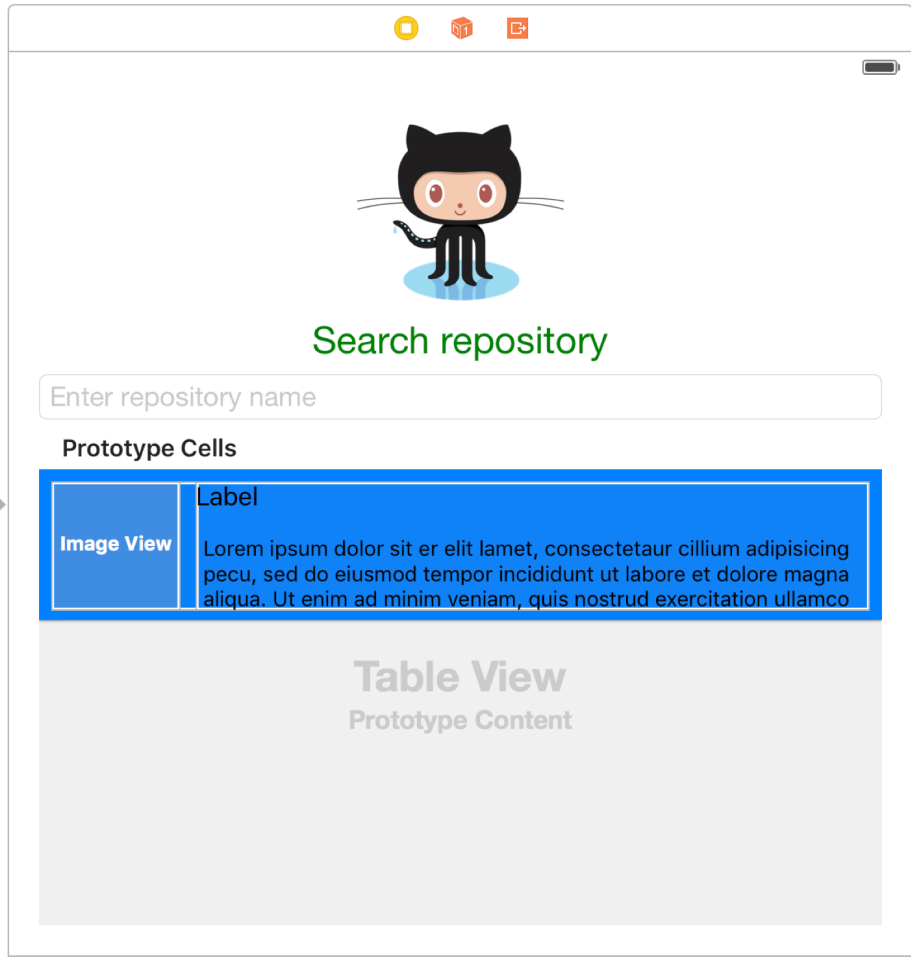 Search repository
Enter repository name
Prototype Cells
Label
Image View
Lorem ipsum dolor sit er elit lamet, consectetaur cillium adipisicing
pecu, sed do eiusmod tempor incididunt ut labore et dolore magna
aliqua. Ut enim ad minim veniam, quis nostrud exercitation ullamco
Table View
Prototype Content